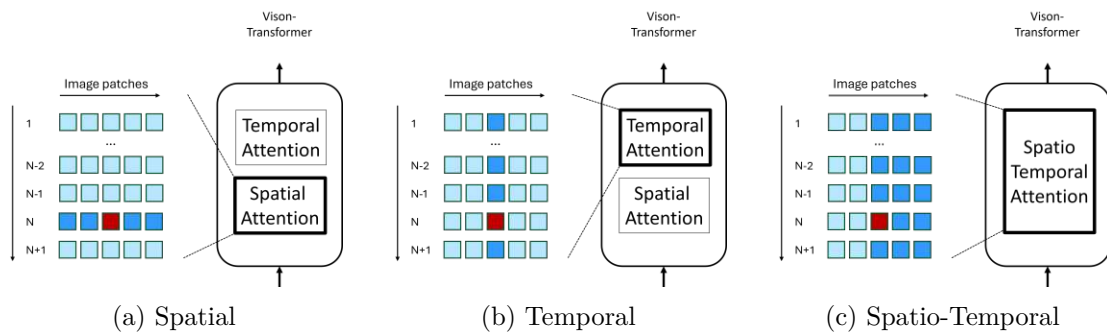 Vison-
Transformer
Image patches
1
...
N-2
N-1
N
N+1
Temporal
Attention
Spatial
Attention
(a) Spatial
Vison-
Transformer
Image patches
1
...
N-2
N-1
N
N+1
Temporal
Attention
Spatial
Attention
(b) Temporal
Vison-
Transformer
Image patches
1
...
N-2
N-1
N
N+1
Spatio
Temporal
Attention
(c) Spatio-Temporal